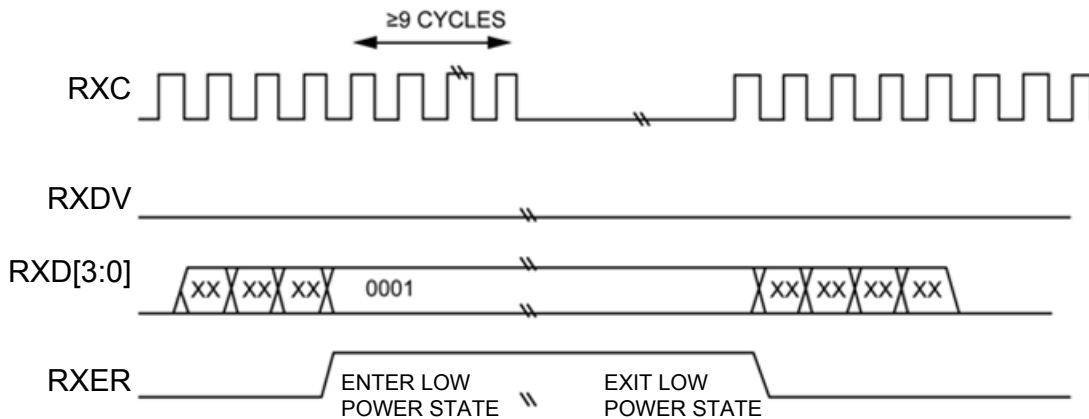 ≥9 CYCLES
RXC
RXDV
RXD[3:0]
XX XX XX 0001 XX XX XX XX
RXER
ENTER LOW POWER STATE
EXIT LOW POWER STATE